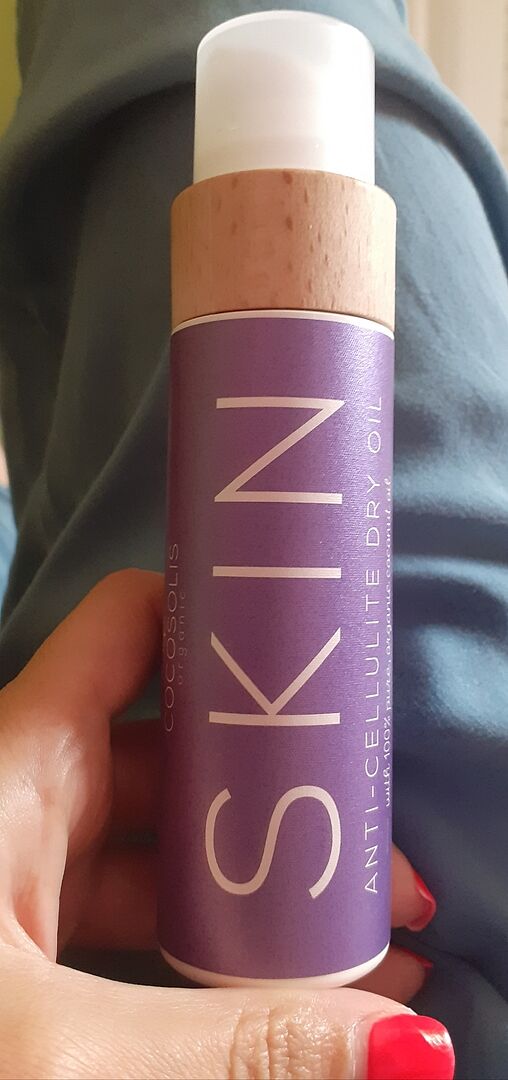 COCOSOLIS
organic
SKIN
ANTI-CELLULITE DRY OIL
with 100% pure, organic coconut oil